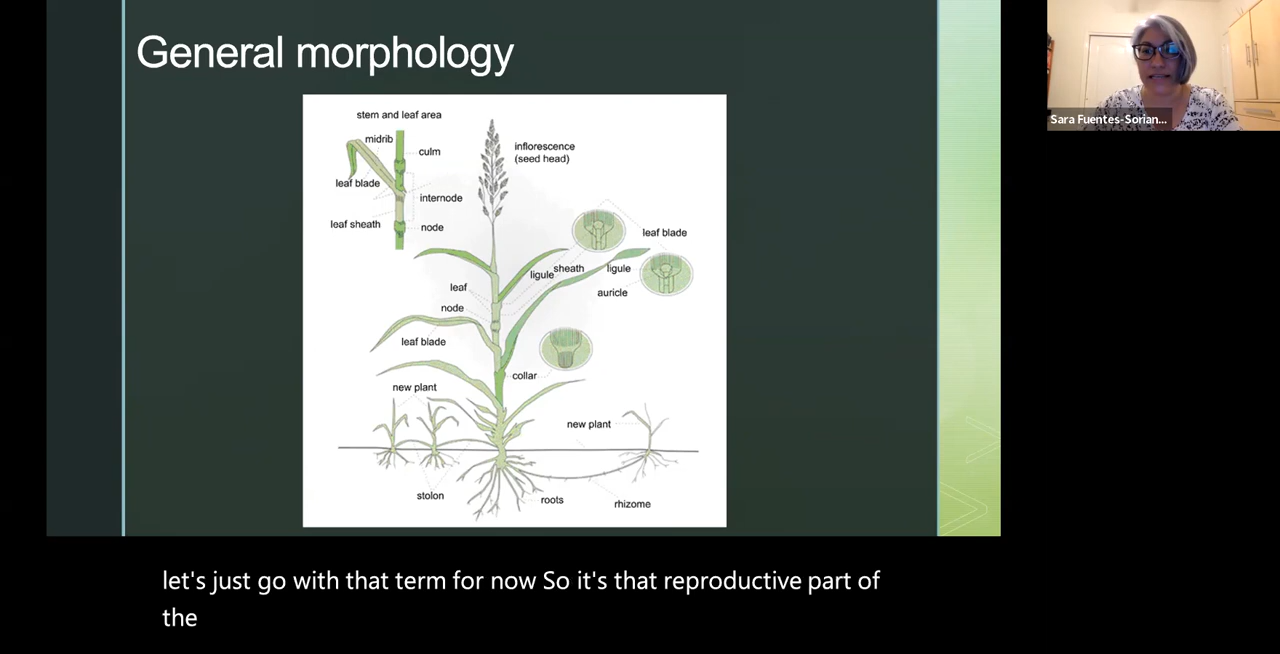 General morphology
stem and leaf area
midrib
culm
leaf blade
internode
leaf sheath
node
inflorescence
(seed head)
leaf blade
ligule
sheath
ligule
auricle
leaf
node
leaf blade
collar
new plant
new plant
stolon
roots
rhizome
Sara Fuentes-Sorian...
let's just go with that term for now So it's that reproductive part of
the